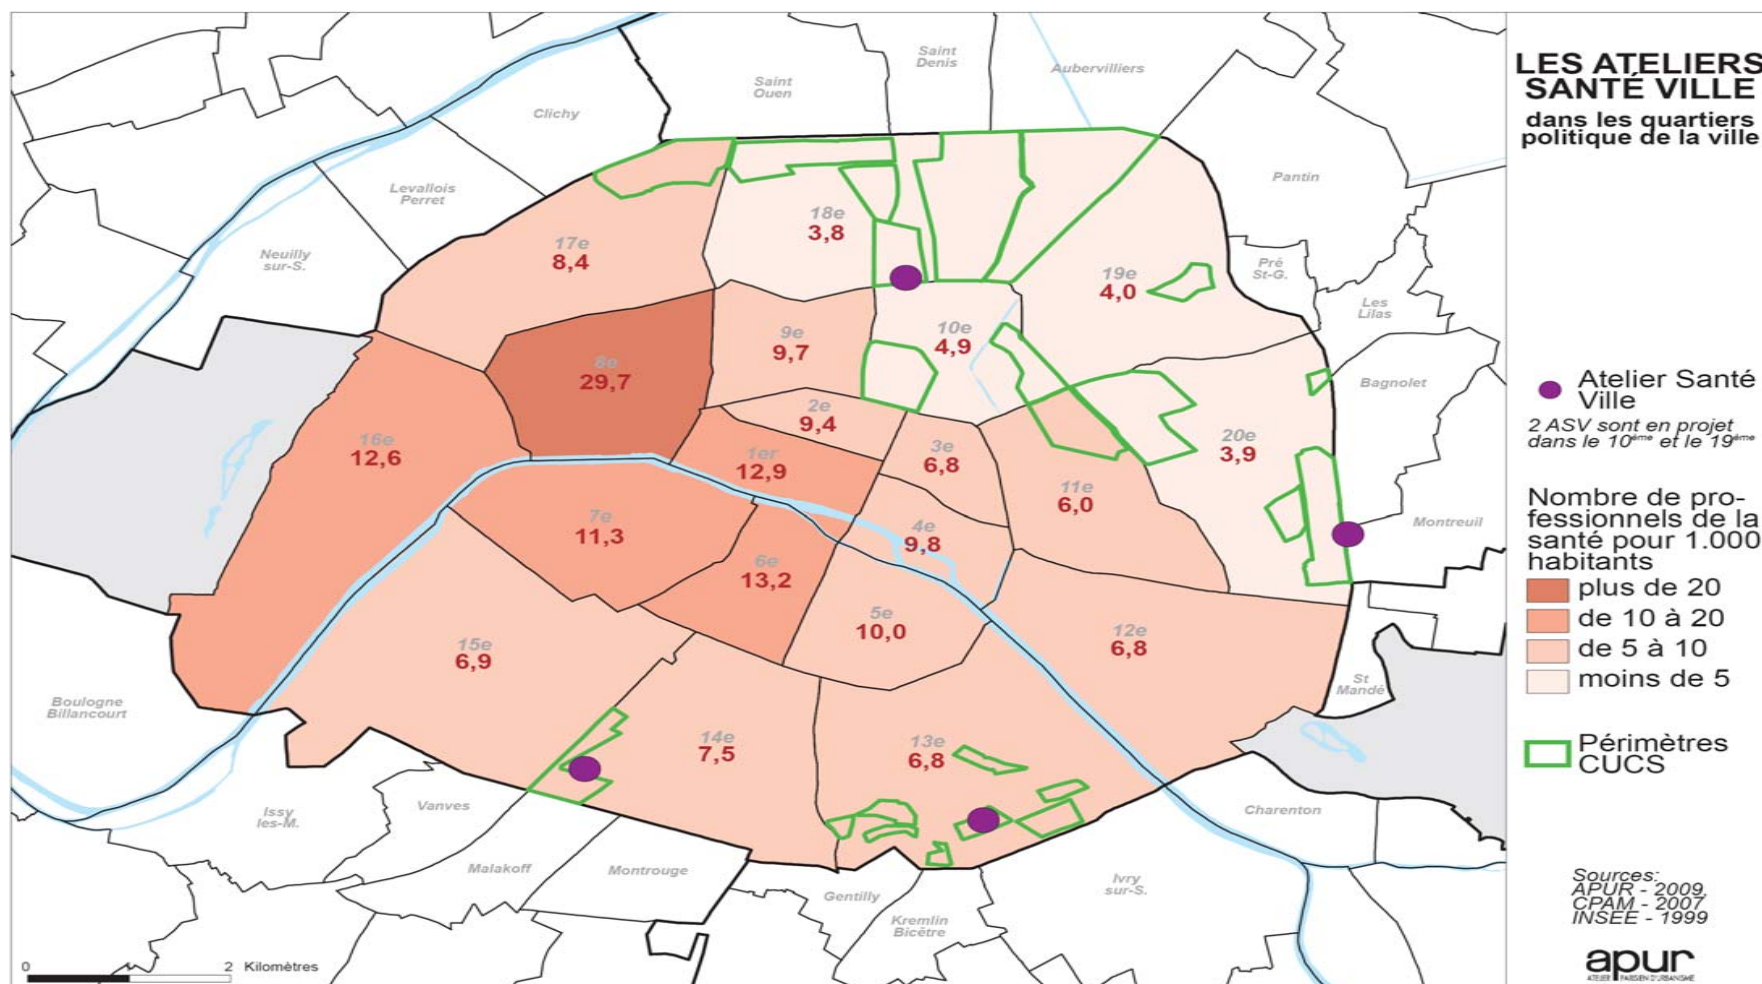 LES ATELIERS
SANTÉ VILLE
dans les quartiers
politique de la ville
Saint
Denis
Aubervilliers
Saint
Ouen
Clichy
Levallois
Perret
Pantin
Neuilly
sur-S.
18e
3,8
17e
8,4
19e
4,0
Pré
St-G.
Les
Lilas
10e
4,9
9e
9,7
8e
29,7
Bagnolet
2e
9,4
16e
12,6
1er
12,9
3e
6,8
20e
3,9
11e
6,0
7e
11,3
4e
9,8
Montreuil
6e
13,2
5e
10,0
12e
6,8
15e
6,9
St
Mandé
Boulogne
Billancourt
14e
7,5
13e
6,8
Issy
les-M.
Vanves
Charenton
Malakoff
Montrouge
Gentilly
Ivry
sur-S.
Kremlin
Bicêtre
0 2 Kilomètres
Atelier Santé
Ville
2 ASV sont en projet
dans le 10ème et le 19ème
Nombre de pro-
fessionnels de la
santé pour 1.000
habitants
plus de 20
de 10 à 20
de 5 à 10
moins de 5
Périmètres
CUCS
Sources:
APUR - 2009,
CPAM - 2007
INSEE - 1999
apur
ATELIER PARISIEN D'URBANISME